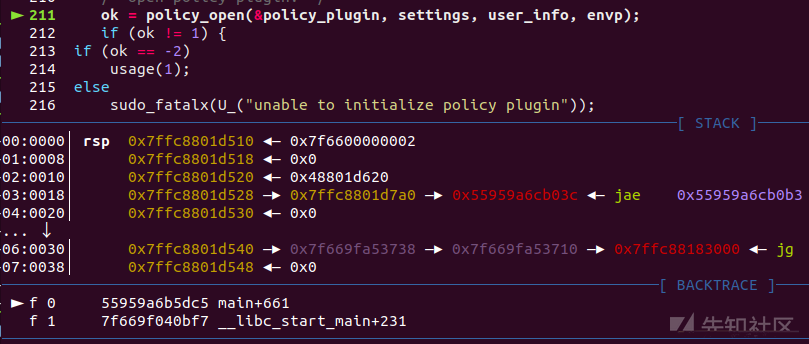 ► 211 ok = policy_open(&policy_plugin, settings, user_info, envp);
212 if (ok != 1) {
213 if (ok == -2)
214 usage(1);
215 else
216 sudo_fatalx(U_("unable to initialize policy plugin"));
[ STACK ]
00:0000│ rsp 0x7ffc8801d510 ◂— 0x7f6600000002
01:0008│ 0x7ffc8801d518 ◂— 0x0
02:0010│ 0x7ffc8801d520 ◂— 0x48801d620
03:0018│ 0x7ffc8801d528 —▸ 0x7ffc8801d7a0 —▸ 0x55959a6cb03c ◂— jae 0x55959a6cb0b3
04:0020│ 0x7ffc8801d530 ◂— 0x0
... ↓
06:0030│ 0x7ffc8801d540 —▸ 0x7f669fa53738 —▸ 0x7f669fa53710 —▸ 0x7ffc88183000 ◂— jg
07:0038│ 0x7ffc8801d548 ◂— 0x0
[ BACKTRACE ]
► f 0 55959a6b5dc5 main+661
f 1 7f669f040bf7 __libc_start_main+231
先知社区